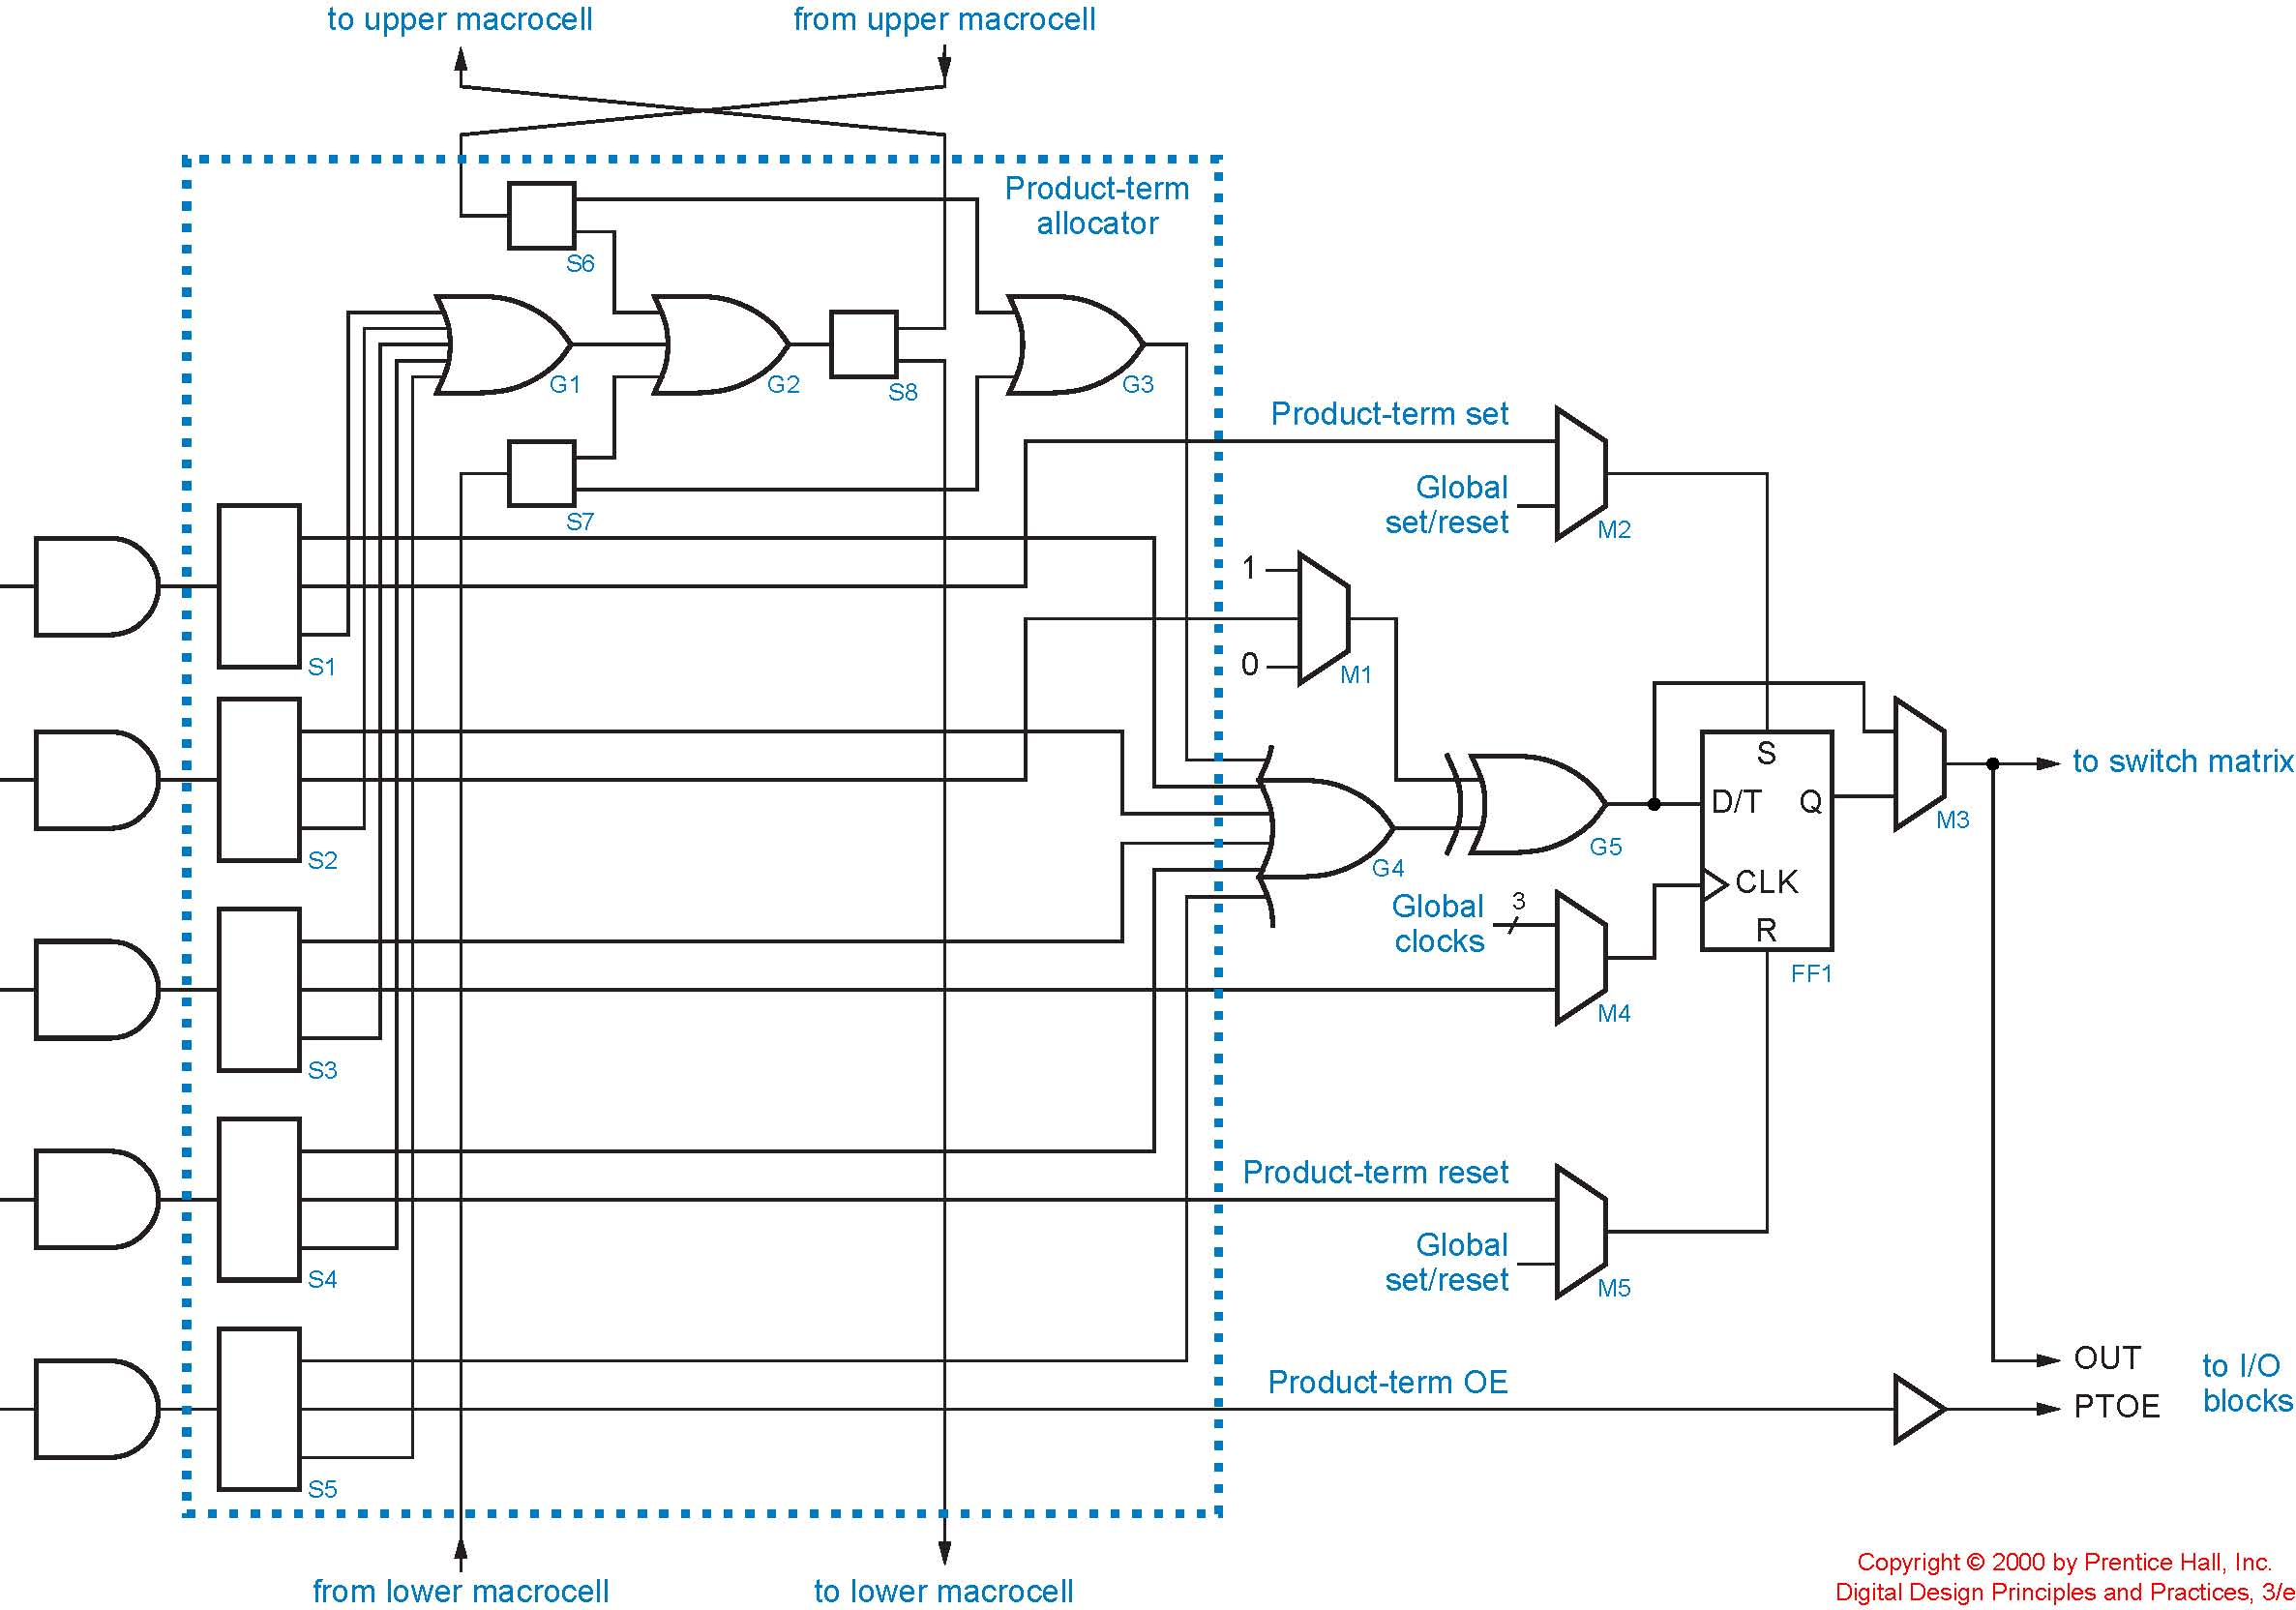 to upper macrocell
from upper macrocell
Product-term
allocator
S6
G1
G2
S8
G3
S7
Product-term set
Global
set/reset
M2
1
0
M1
S1
S2
S3
S4
S5
G4
G5
S
D/T
Q
CLK
R
FF1
M3
to switch matrix
Global
clocks
3
M4
Product-term reset
Global
set/reset
M5
Product-term OE
OUT
PTOE
to I/O
blocks
from lower macrocell
to lower macrocell
Copyright © 2000 by Prentice Hall, Inc.
Digital Design Principles and Practices, 3/e